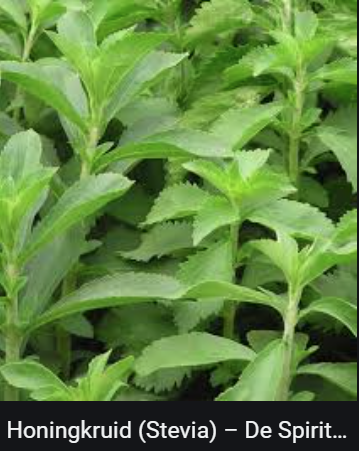 Honingkruid (Stevia) – De Spirit...